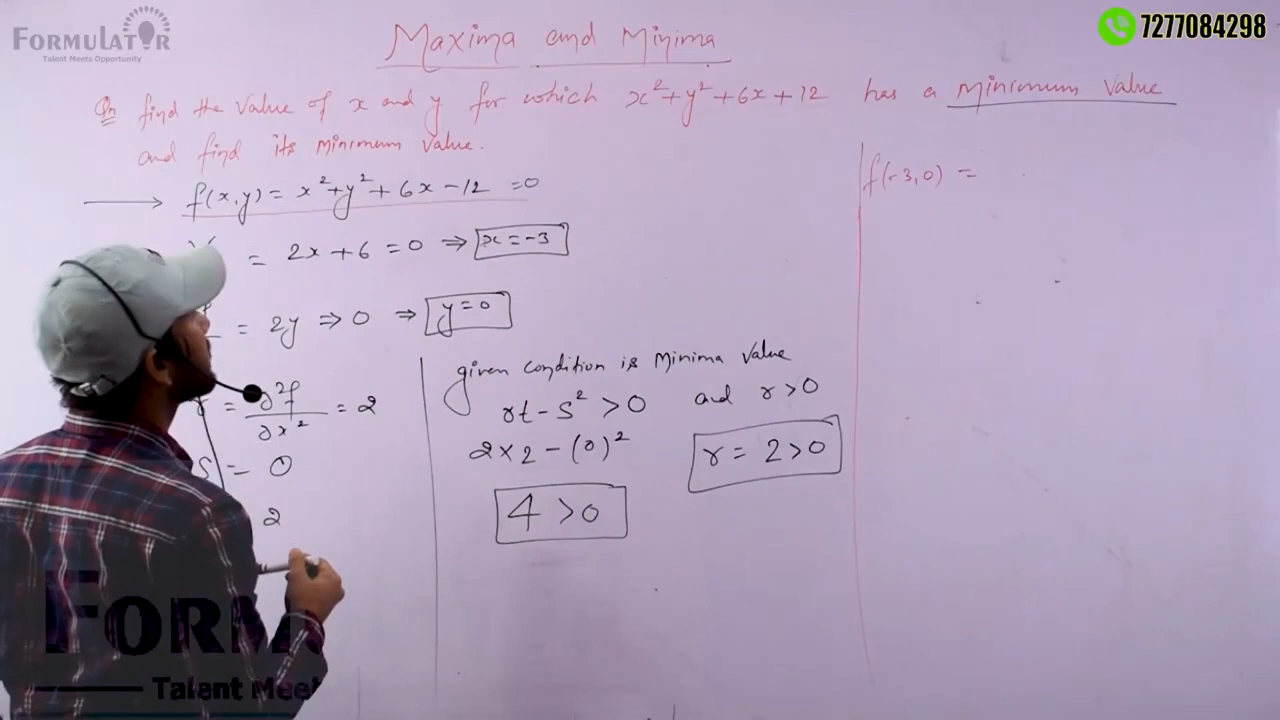 FORMULATOR
Talent Meets Opportunity
7277084298
Maxima and Minima
Qn find the value of x and y for which x²+y²+6x+12 has a minimum value
and find its minimum value.
f(x,y) = x²+y²+6x-12 =0
= 2x+6 =0 ⇒ x=-3
= 2y ⇒ 0 ⇒ y=0
r = ∂²f/∂x² = 2
S = 0
2
given condition is Minima Value
rt - s² > 0 and r>0
2×2-(0)²
r = 2>0
4 >0
f(-3,0) =
FORM
Talent Mee